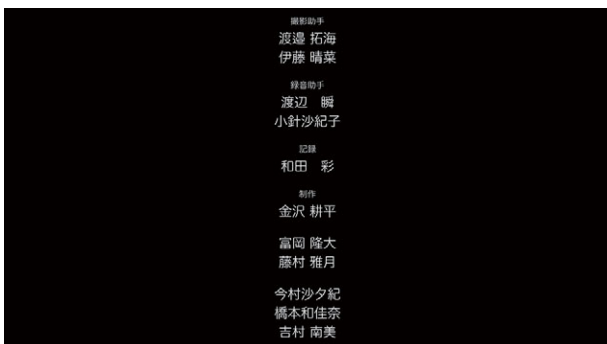 撮影助手
渡邉 拓海
伊藤 晴菜
録音助手
渡辺　瞬
小針沙紀子
記録
和田　彩
制作
金沢 耕平
富岡 隆大
藤村 雅月
今村沙夕紀
橋本和佳奈
吉村 南美